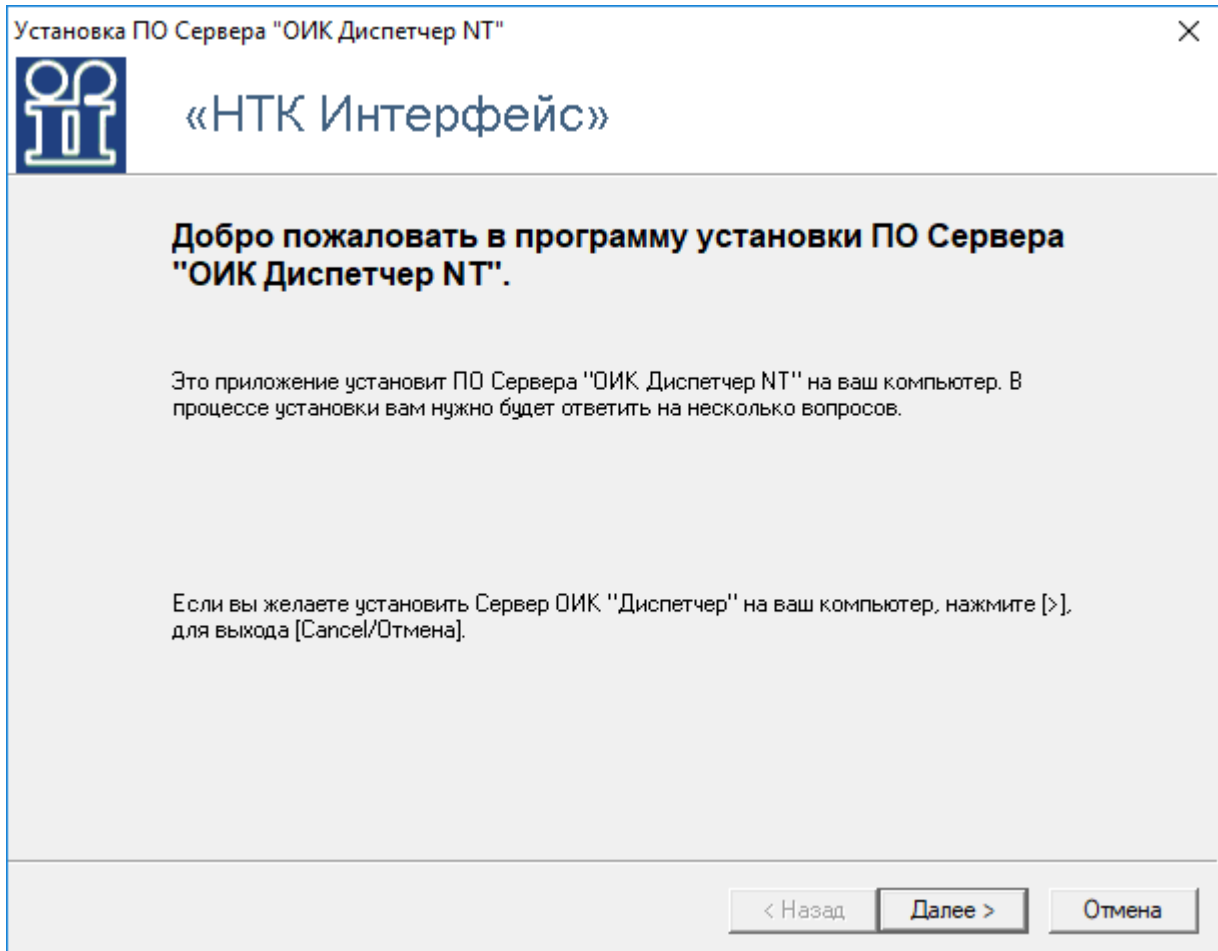 Установка ПО Сервера "ОИК Диспетчер NT"
«НТК Интерфейс»
Добро пожаловать в программу установки ПО Сервера
"ОИК Диспетчер NT".
Это приложение установит ПО Сервера "ОИК Диспетчер NT" на ваш компьютер. В
процессе установки вам нужно будет ответить на несколько вопросов.
Если вы желаете установить Сервер ОИК "Диспетчер" на ваш компьютер, нажмите [>],
для выхода [Cancel/Отмена].
< Назад Далее > Отмена